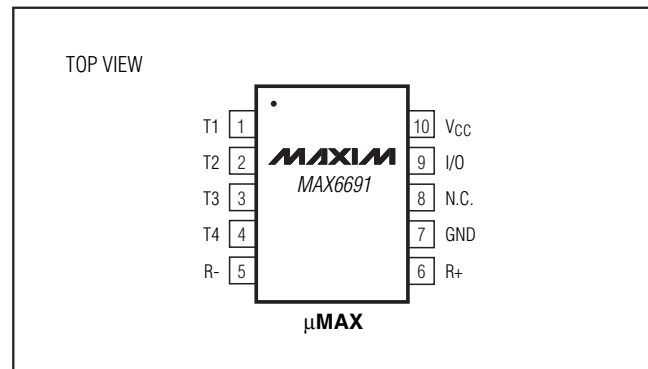 TOP VIEW
T1 1
T2 2
T3 3
T4 4
R- 5
MAXIM
MAX6691
10 VCC
9 I/O
8 N.C.
7 GND
6 R+
µMAX